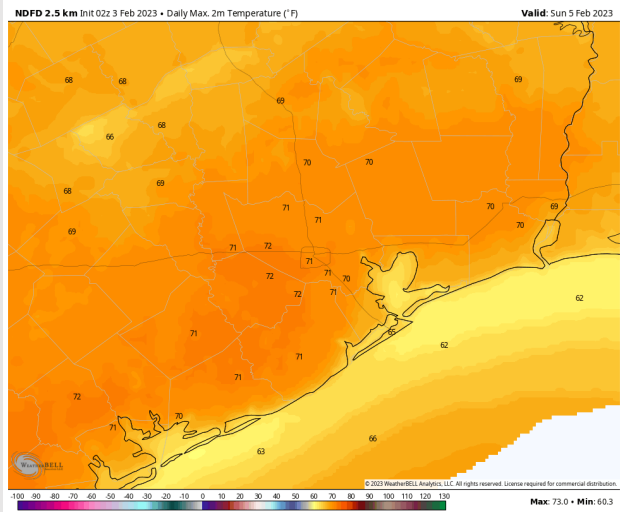 NDFD 2.5 km Init 02z 3 Feb 2023 • Daily Max. 2m Temperature (°F) Valid: Sun 5 Feb 2023
68 68 69
69
66 68
70 70
68 69
71 70 69
71 70
69
71 72
71
72 71 70
72 71 62
65
71 62
71
71
72
71 70
66
63
WeatherBELL
© 2023 WeatherBELL Analytics, LLC. All rights reserved. License required for commercial distribution.
-100 -90 -80 -70 -60 -50 -40 -30 -20 -10 0 10 20 30 40 50 60 70 80 90 100 110 120 130
Max: 73.0 • Min: 60.3